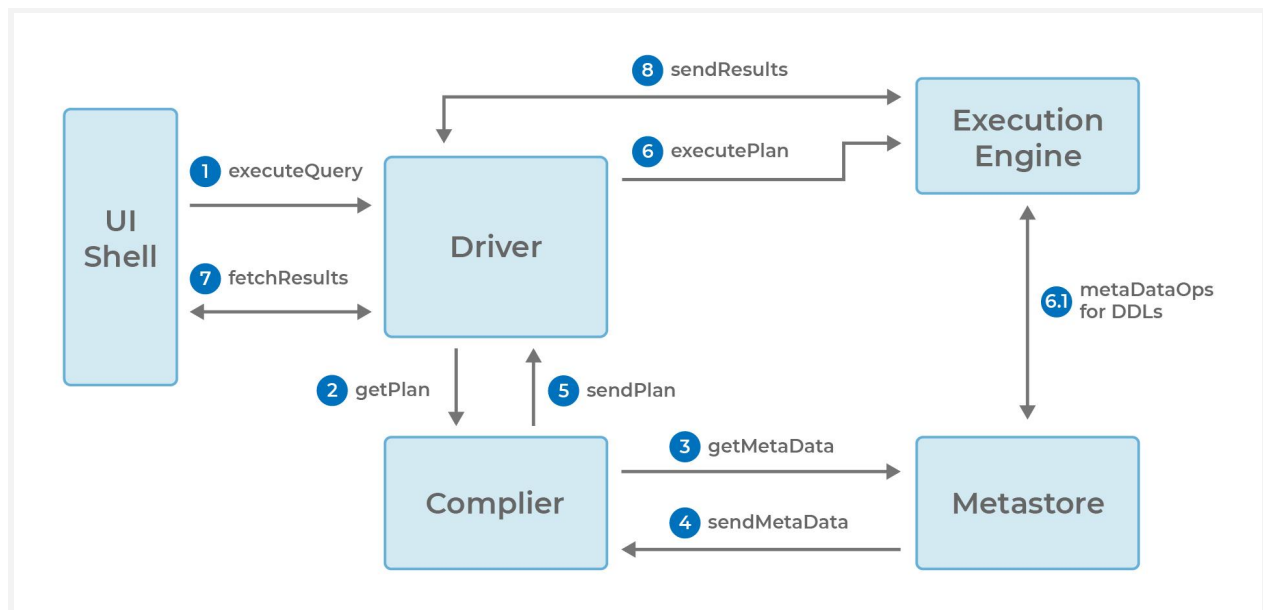 8 sendResults
Execution
Engine
6 executePlan
1 executeQuery
UI
Shell
Driver
7 fetchResults
6.1 metaDataOps
for DDLs
2 getPlan
5 sendPlan
3 getMetaData
Complier
Metastore
4 sendMetaData